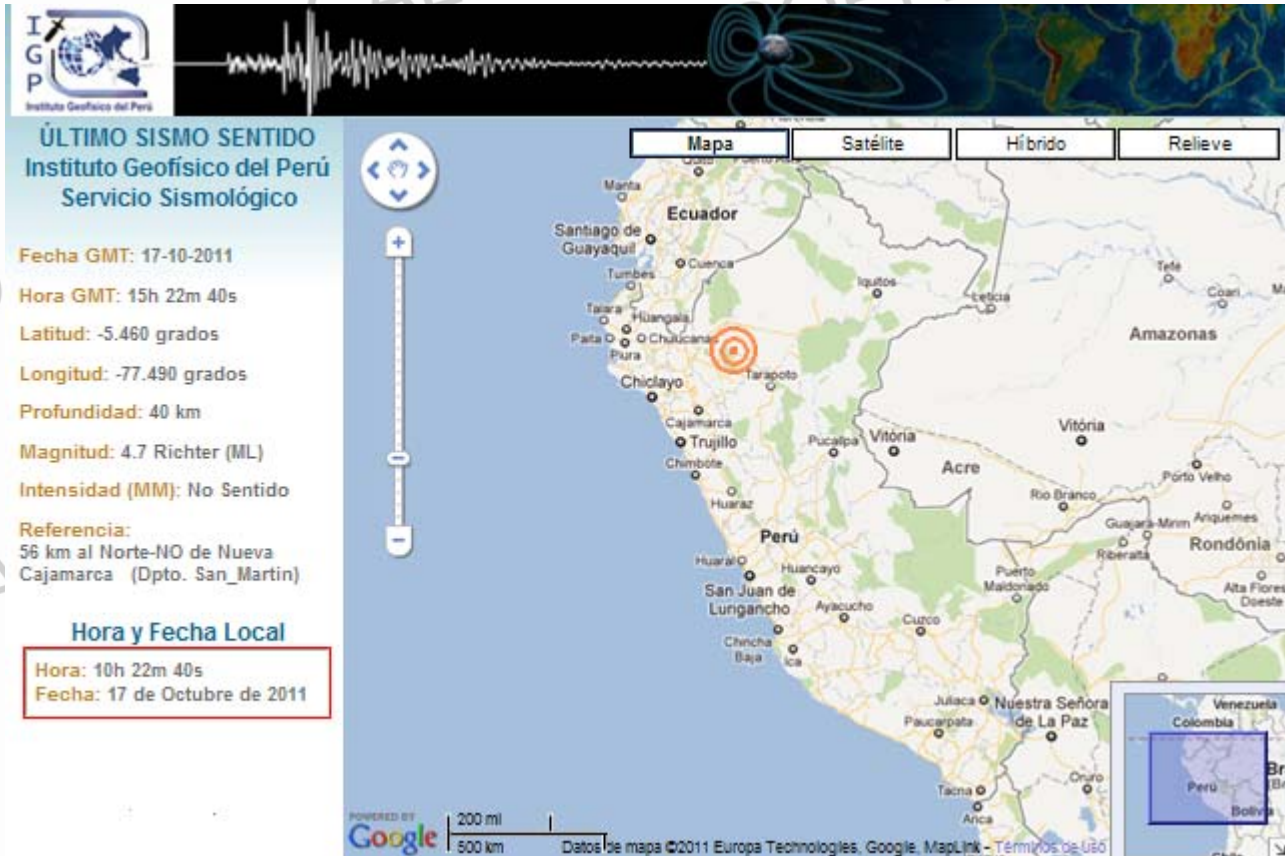 I
G
P
Instituto Geofísico del Perú
ÚLTIMO SISMO SENTIDO
Instituto Geofísico del Perú
Servicio Sismológico
Fecha GMT: 17-10-2011
Hora GMT: 15h 22m 40s
Latitud: -5.460 grados
Longitud: -77.490 grados
Profundidad: 40 km
Magnitud: 4.7 Richter (ML)
Intensidad (MM): No Sentido
Referencia:
56 km al Norte-NO de Nueva
Cajamarca (Dpto. San_Martin)
Hora y Fecha Local
Hora: 10h 22m 40s
Fecha: 17 de Octubre de 2011
Mapa
Satélite
Híbrido
Relieve
Quito
Manta
Ecuador
Santiago de
Guayaquil
Cuenca
Tumbes
Iquitos
Leticia
Tefé
Coari
Talara
Huangala
Amazonas
Paita
Chulucanas
Piura
Tarapoto
Chiclayo
Cajamarca
Trujillo
Pucallpa
Vitória
Vitória
Chimbote
Acre
Porto Velho
Huaraz
Rio Branco
Ariquemes
Guajará-Mirim
Perú
Rondônia
Riberalta
Huaral
Huancayo
Puerto
Maldonado
San Juan de
Lurigancho
Alta Flores
Doeste
Ayacucho
Cuzco
Chincha
Baja
Ica
Juliaca
Nuestra Señora
de La Paz
Paucarpata
Venezuela
Colombia
Perú
Br
Bolivia
Oruro
Tacna
Arica
POWERED BY
Google
200 mi
500 km
Datos de mapa ©2011 Europa Technologies, Google, MapLink - Términos de uso